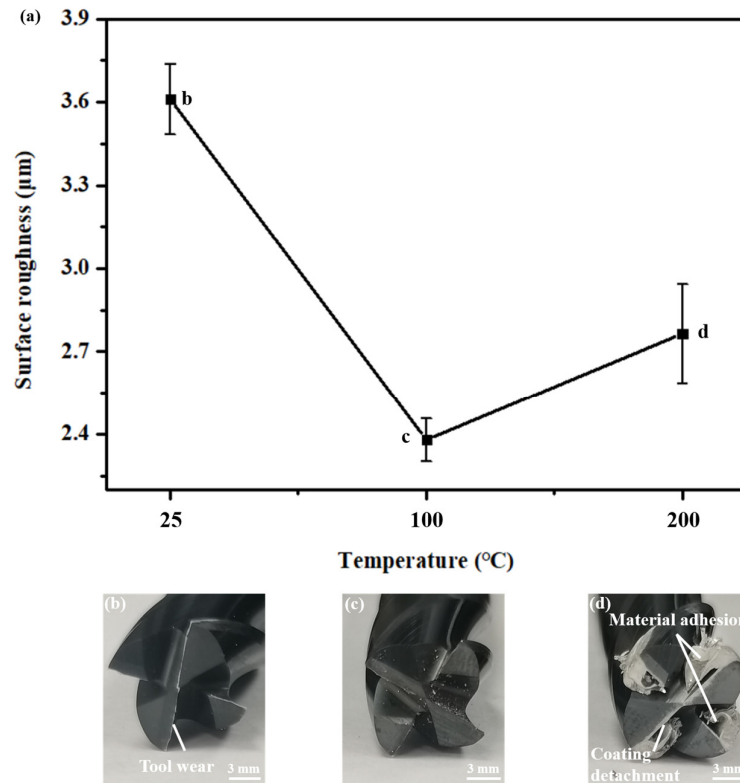 (a)
3.9
3.6
3.3
3.0
2.7
2.4
Surface roughness (μm)
b
c
d
25 100 200
Temperature (°C)
(b)
Tool wear
3 mm
(c)
3 mm
(d)
Material adhesion
Coating
detachment
3 mm